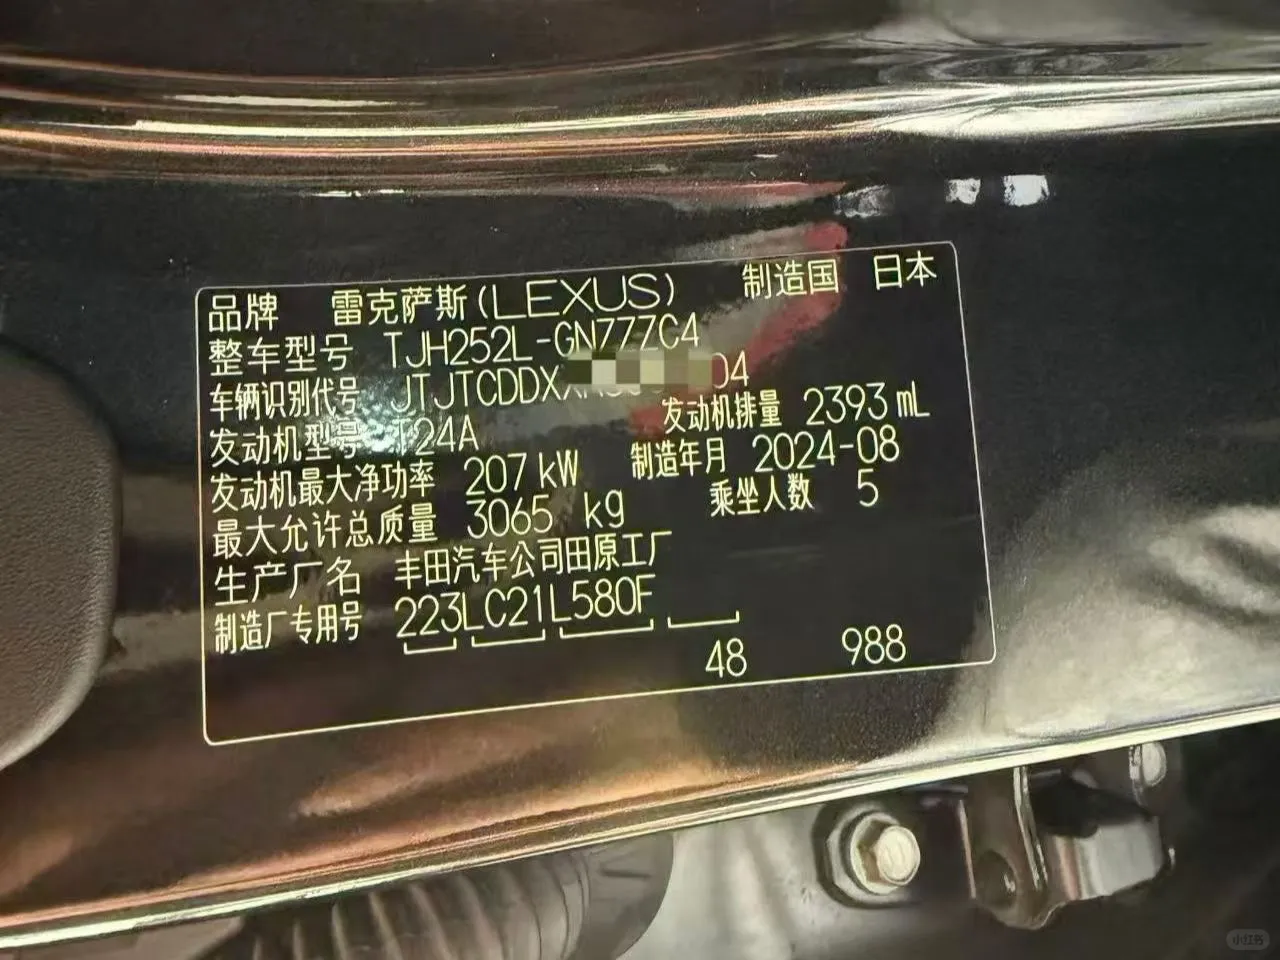 品牌 雷克萨斯(LEXUS) 制造国 日本
整车型号 TJH252L-GN777C4
车辆识别代号 JTJTCDDX 04
发动机型号 T24A 发动机排量 2393 mL
发动机最大净功率 207 kW 制造年月 2024-08
最大允许总质量 3065 kg 乘坐人数 5
生产厂名 丰田汽车公司田原工厂
制造厂专用号 223LC21L580F
48 988
小红书